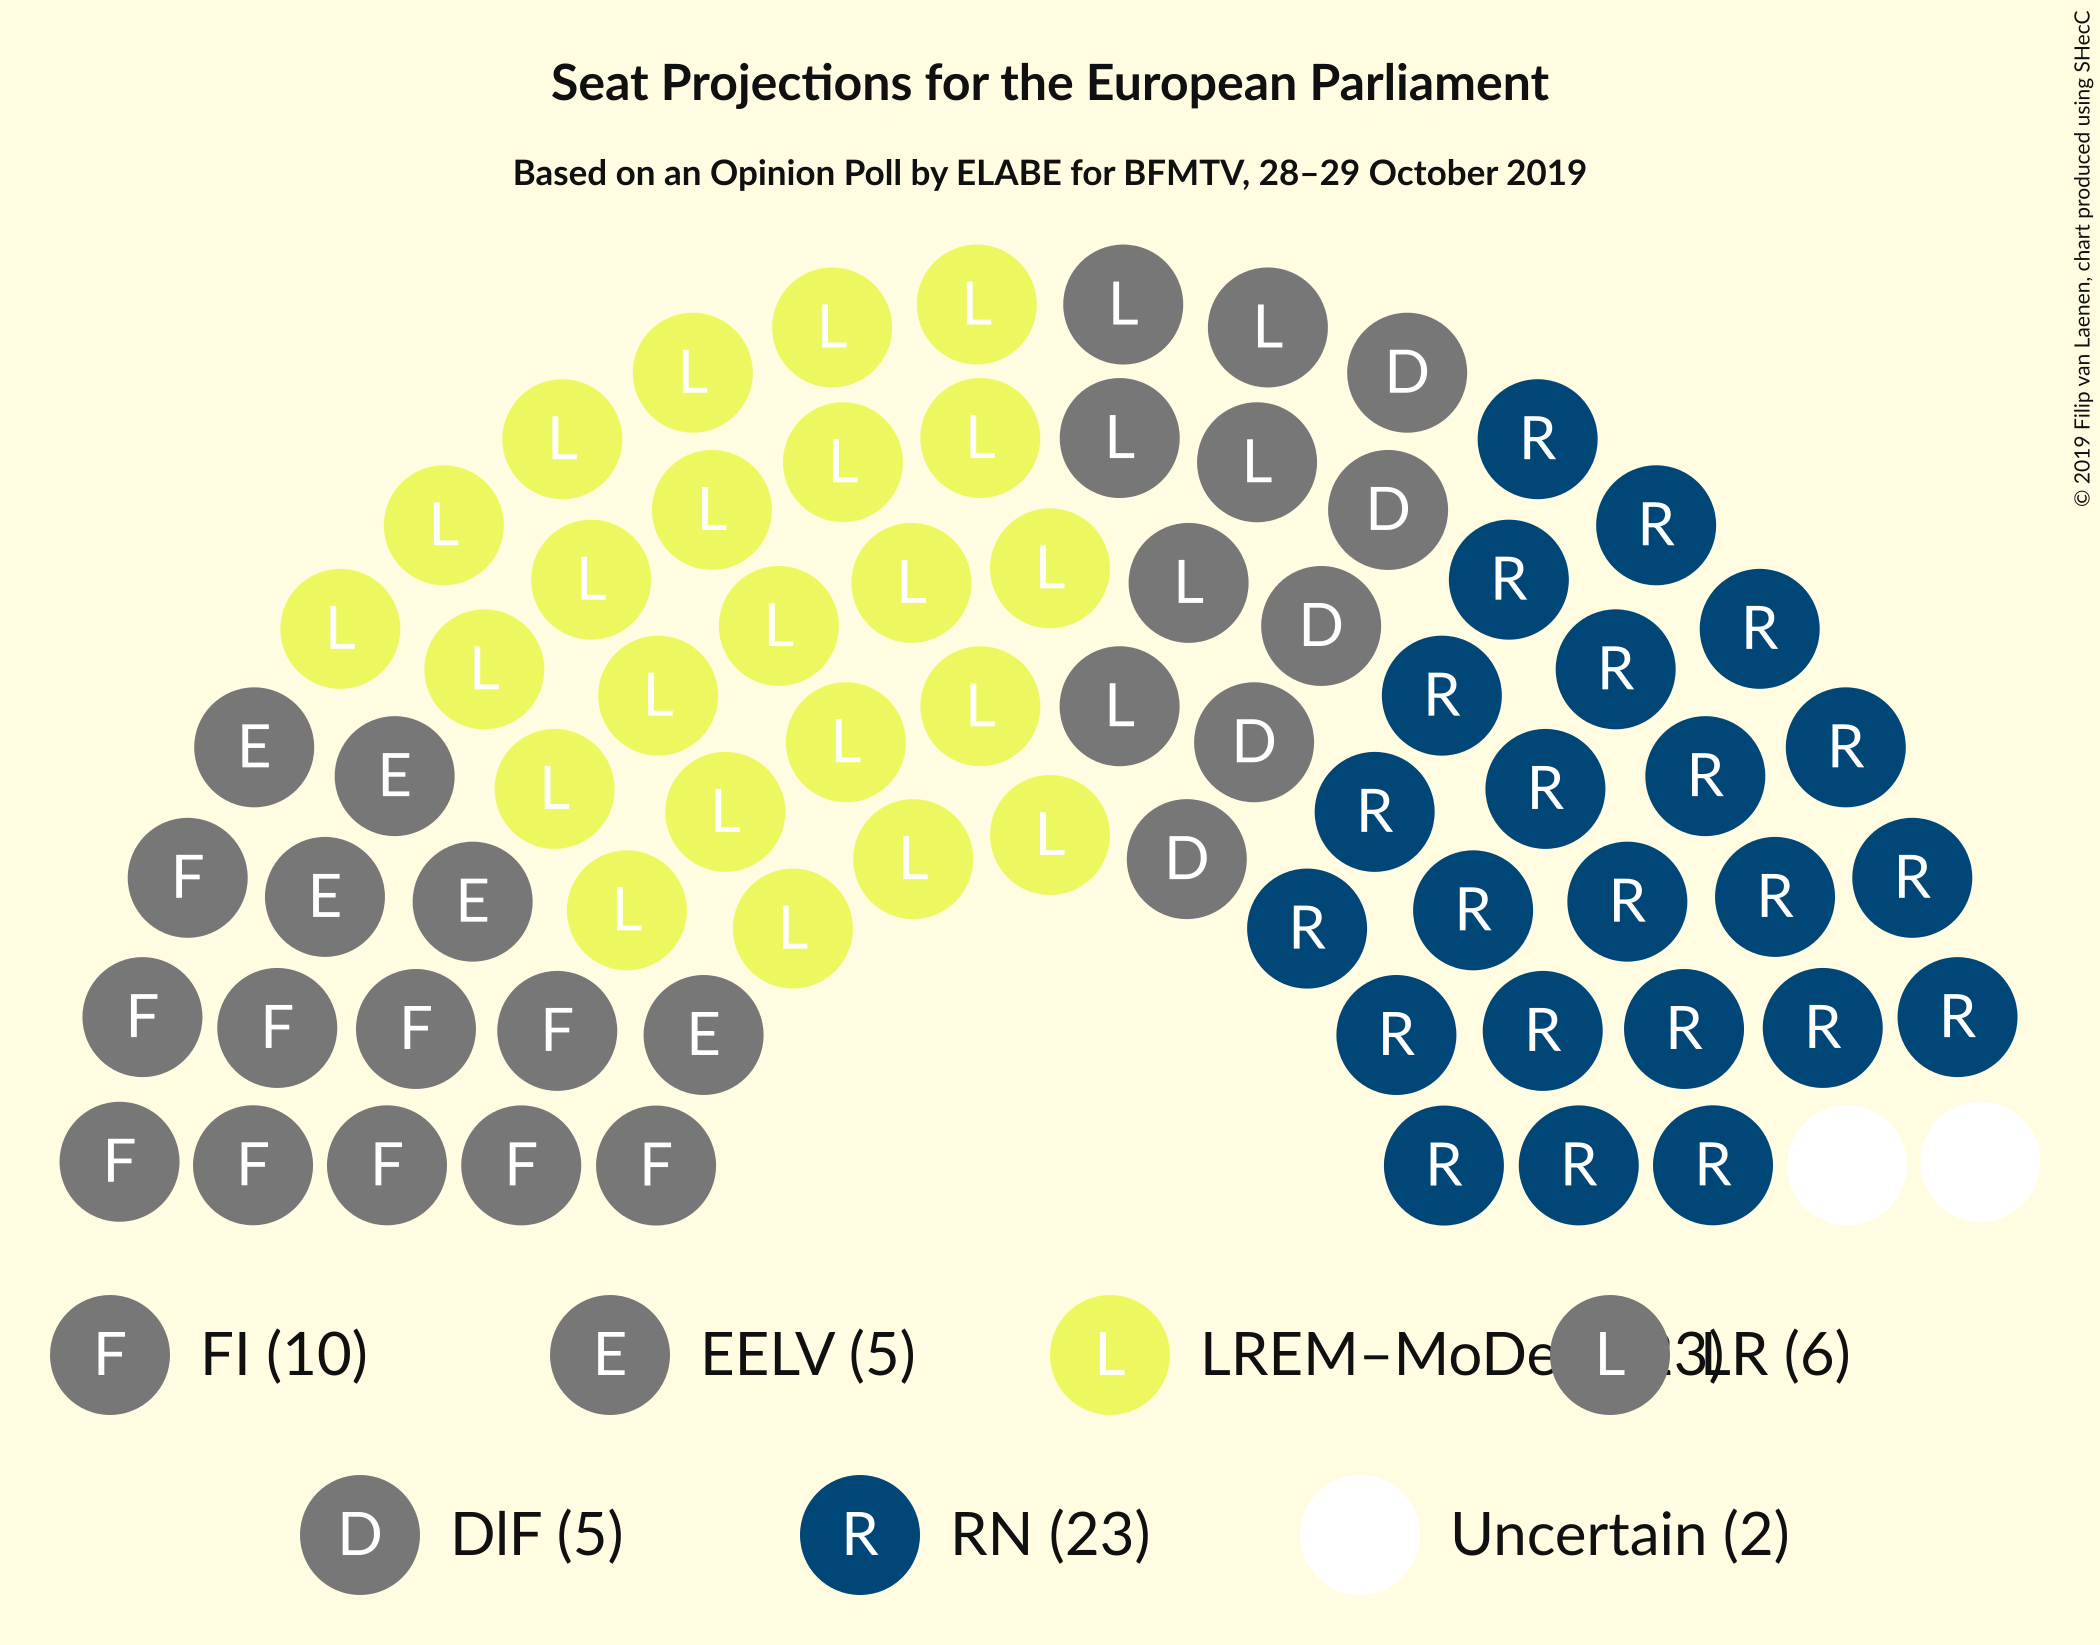 Seat Projections for the European Parliament
Based on an Opinion Poll by ELABE for BFMTV, 28–29 October 2019
© 2019 Filip van Laenen, chart produced using SHecC
L L
L L
L D
L L L R
L L
L D
L R
L L L L R
L L D R
L R
L R
L L
E L D R
E R
L R
L L R
L D
F R
E E R R
L R
L R
F F F F E R R R R R
F F F F F R R R
F FI (10)
E EELV (5)
L LREM–MoDe 3)
L LR (6)
D DIF (5)
R RN (23)
Uncertain (2)